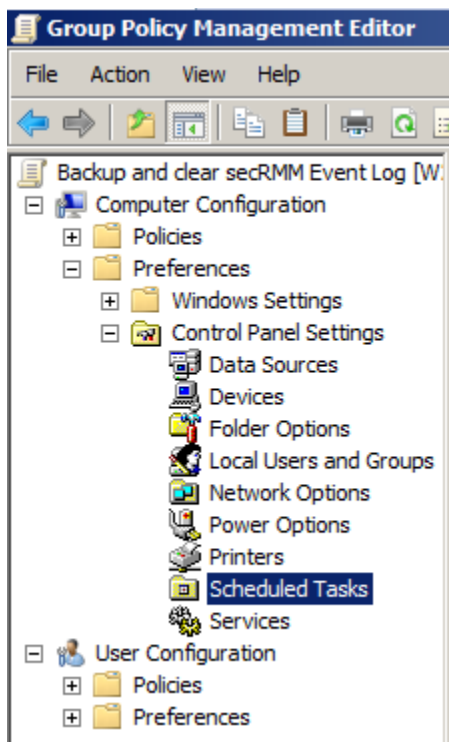 Group Policy Management Editor
File Action View Help
Backup and clear secRMM Event Log [W
Computer Configuration
Policies
Preferences
Windows Settings
Control Panel Settings
Data Sources
Devices
Folder Options
Local Users and Groups
Network Options
Power Options
Printers
Scheduled Tasks
Services
User Configuration
Policies
Preferences